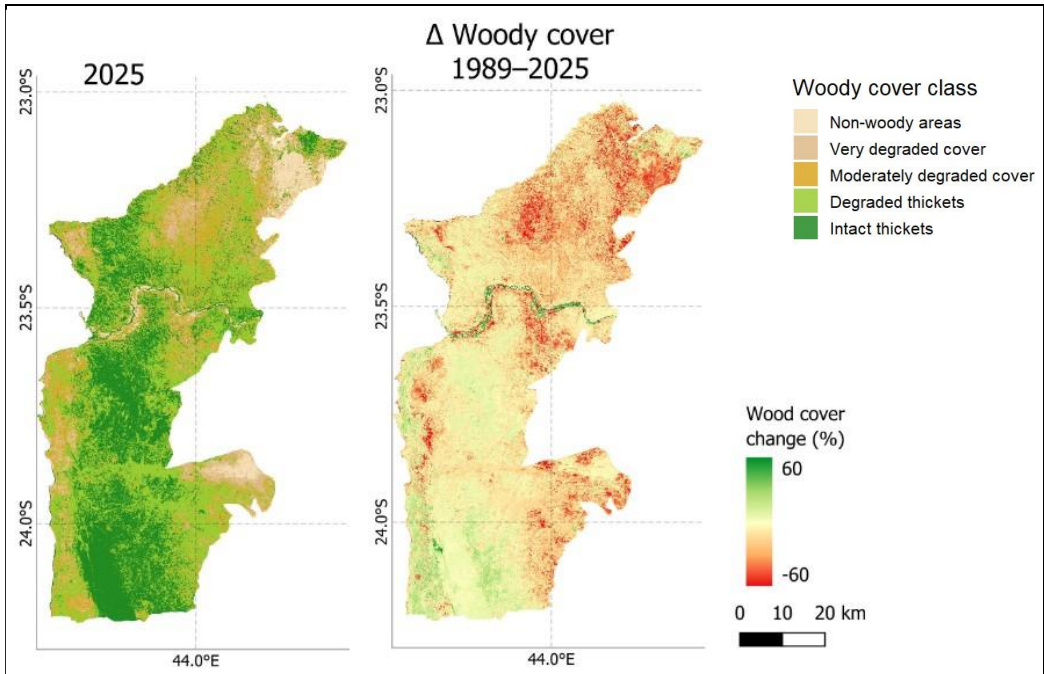 2025
Δ Woody cover
1989–2025
23.0°S
23.5°S
24.0°S
44.0°E
23.0°S
23.5°S
24.0°S
44.0°E
Woody cover class
Non-woody areas
Very degraded cover
Moderately degraded cover
Degraded thickets
Intact thickets
Wood cover
change (%)
60
-60
0 10 20 km